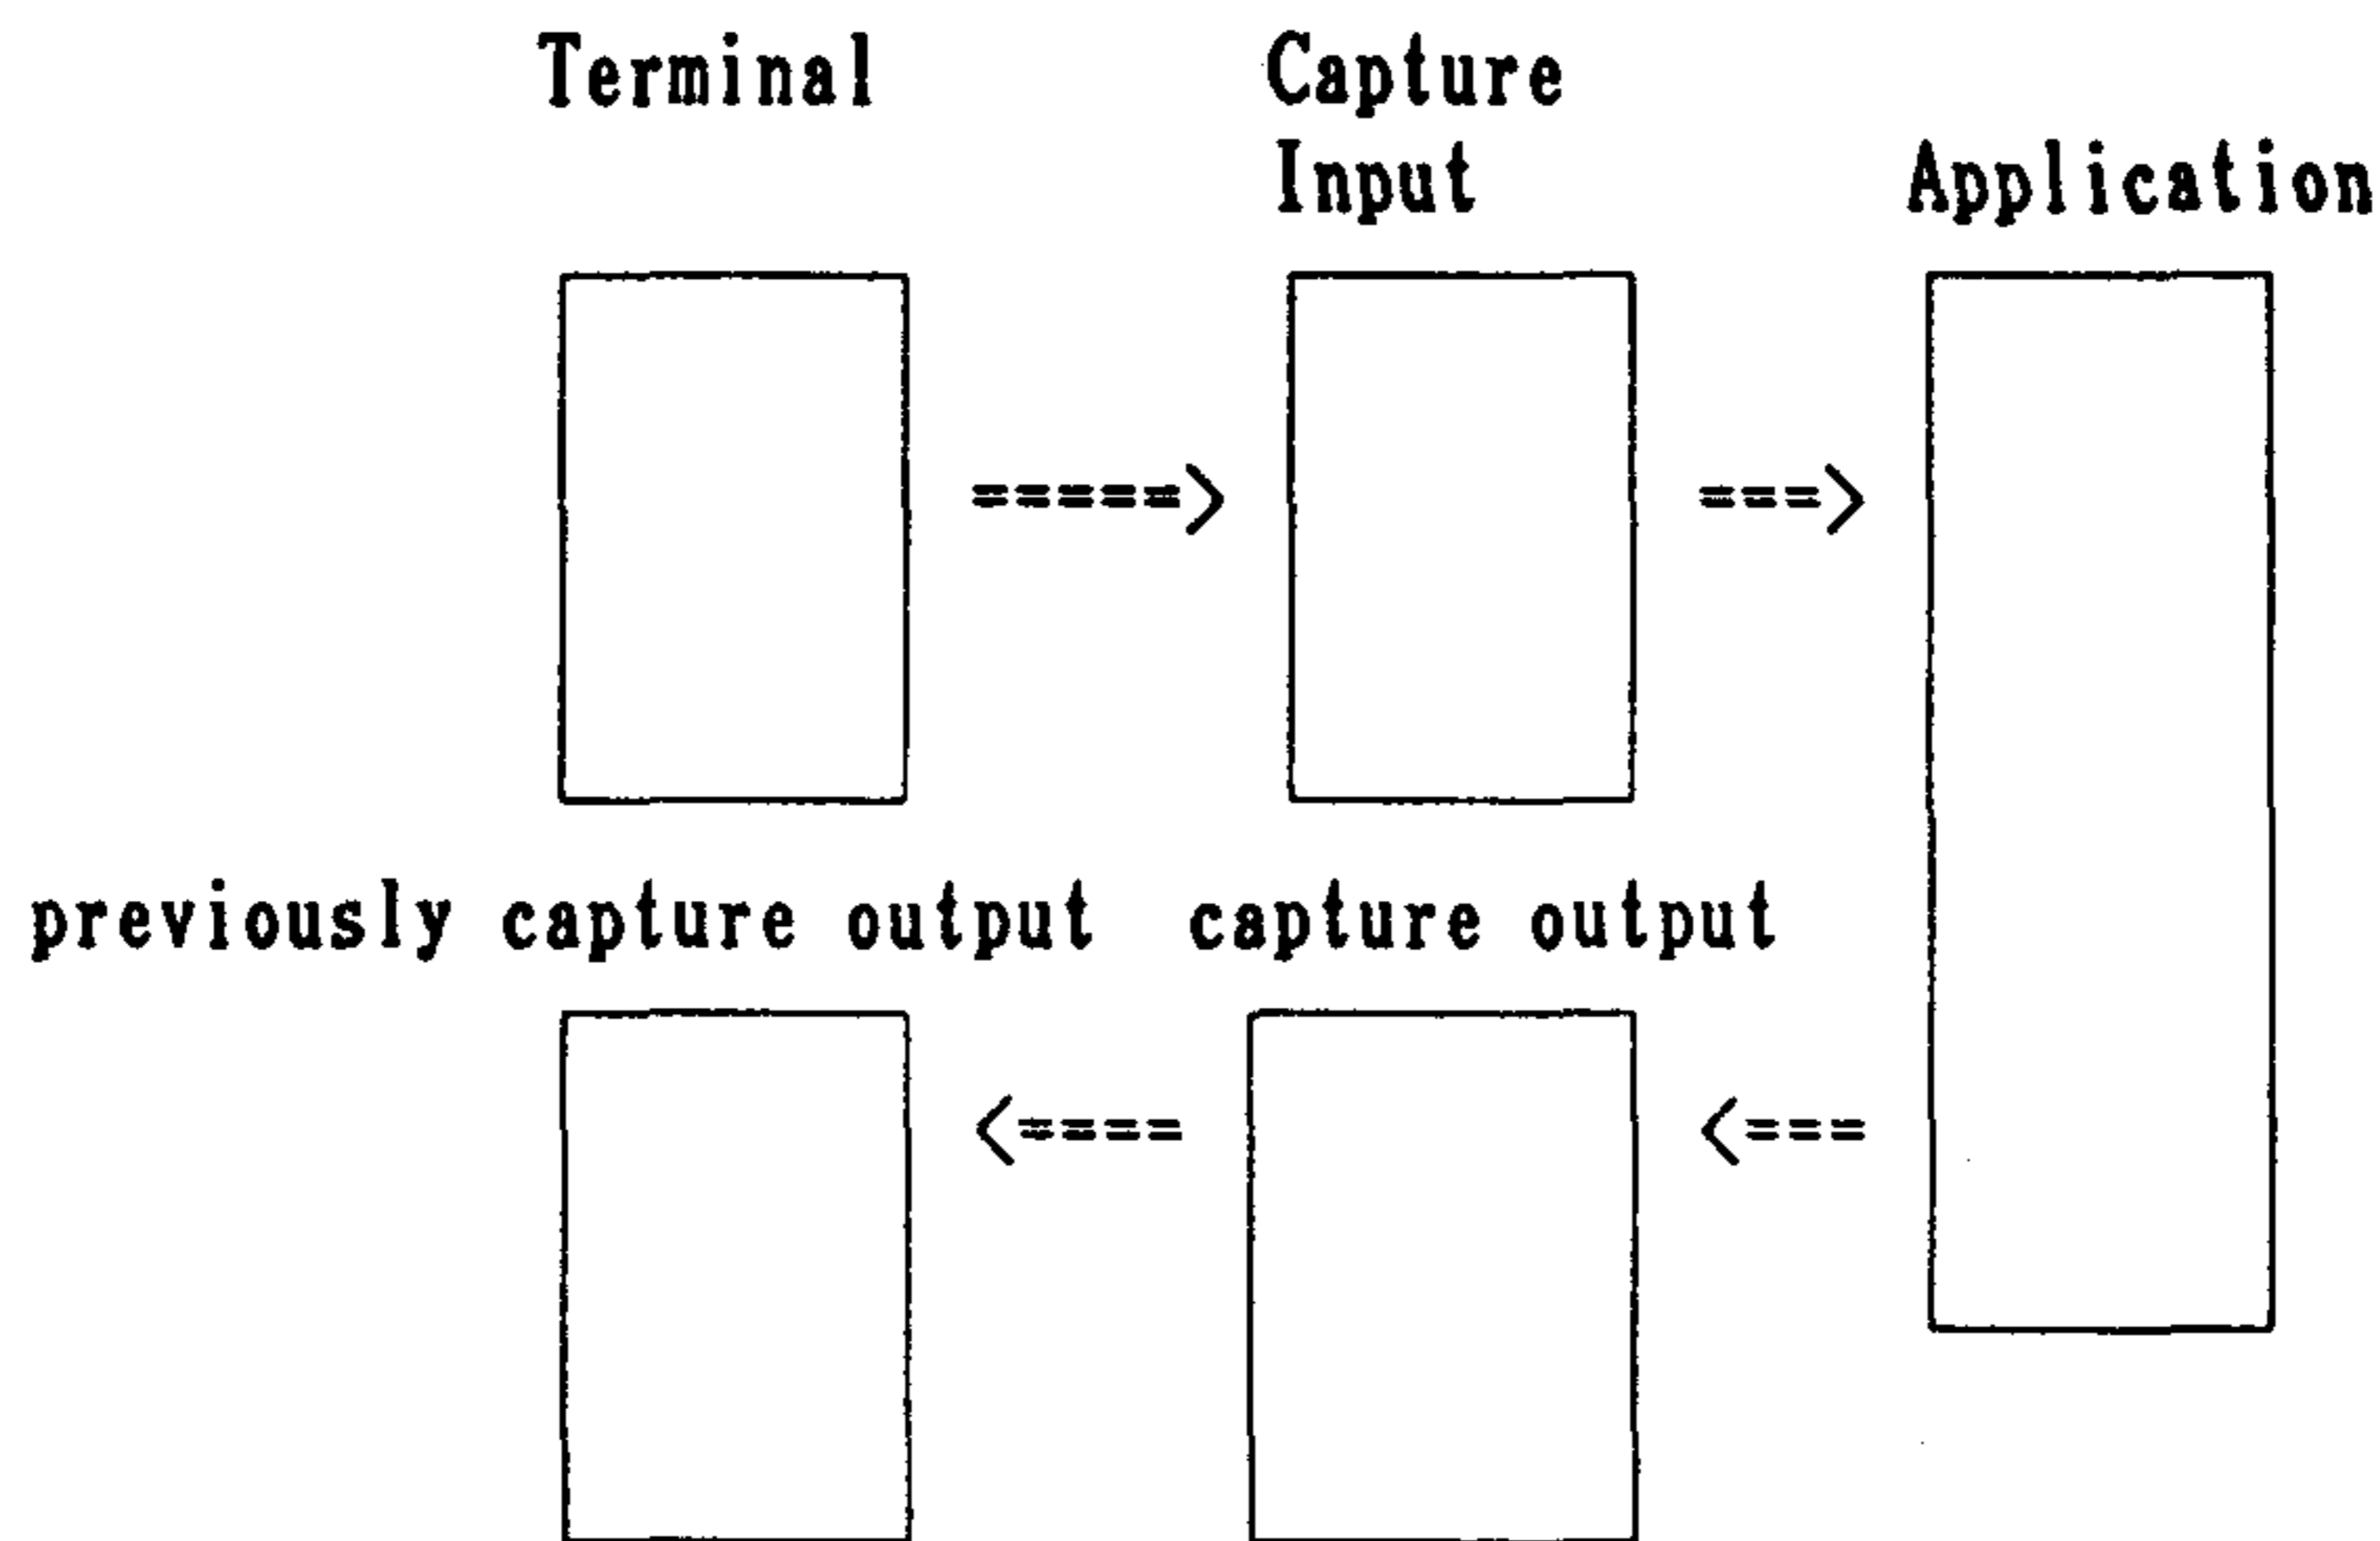 Terminal
Capture
Input
Application
=====>
===>
previously capture output
capture output
<====
<===